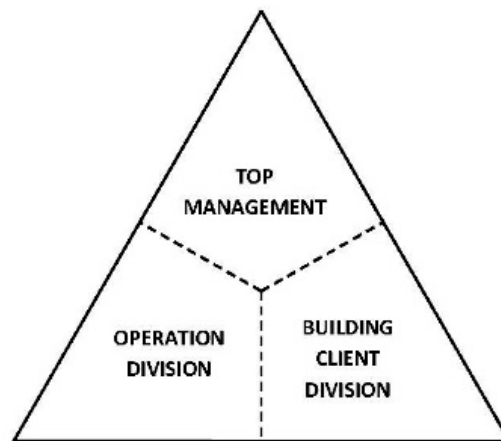 TOP
MANAGEMENT
OPERATION
DIVISION
BUILDING
CLIENT
DIVISION